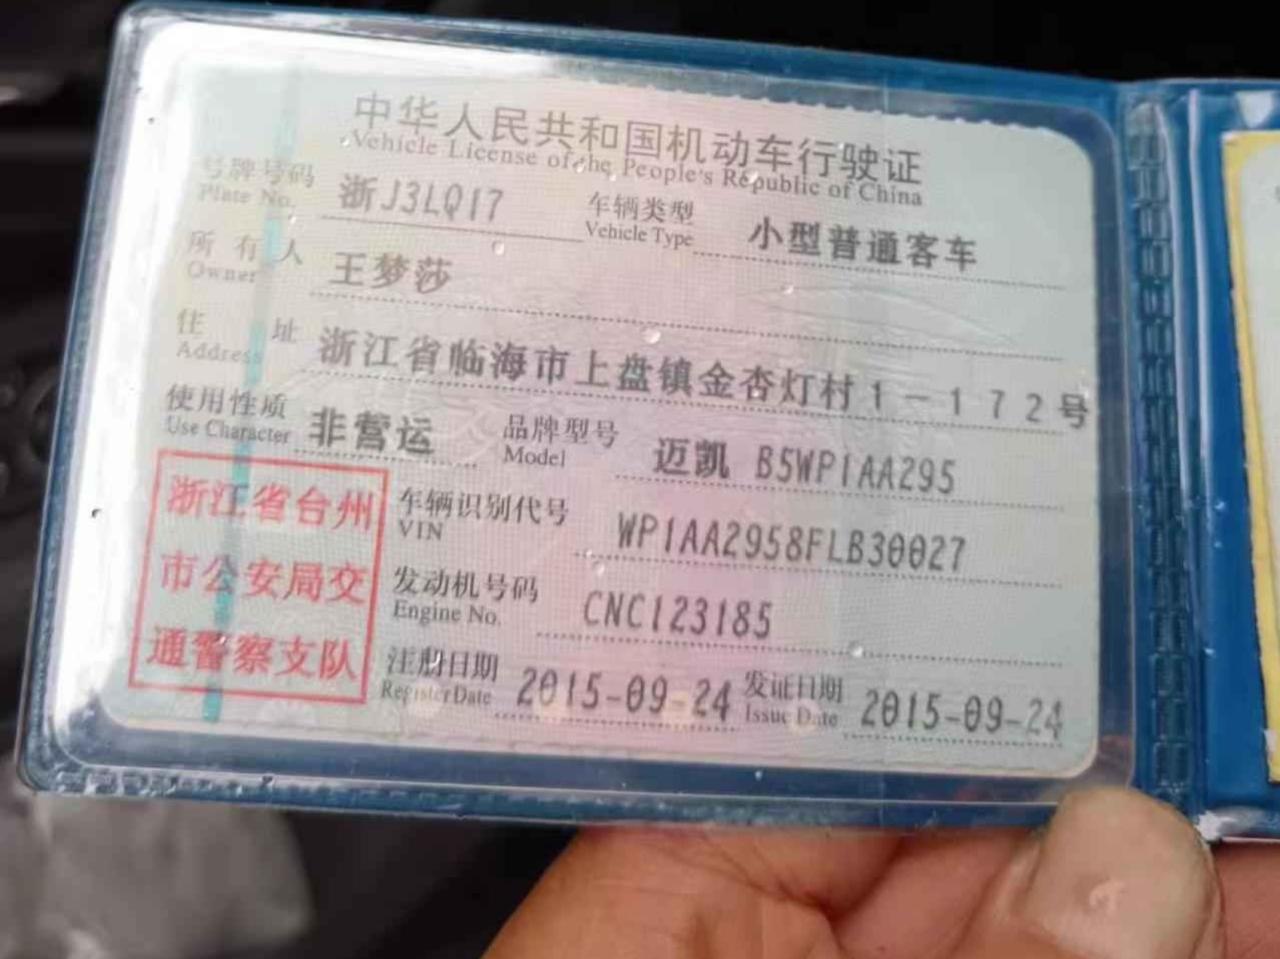 中华人民共和国机动车行驶证
Vehicle License of the People's Republic of China
号牌号码 浙J3LQ17 车辆类型 小型普通客车
Plate No. Vehicle Type
所有人 王梦莎
Owner
住址 浙江省临海市上盘镇金杏灯村1-172号
Address
使用性质 非营运 品牌型号 迈凯 B5WP1AA295
Use Character Model
浙江省台州
市公安局交
通警察支队
车辆识别代号 WP1AA2958FLB30027
VIN
发动机号码 CNC123185
Engine No.
注册日期 2015-09-24 发证日期 2015-09-24
Register Date Issue Date